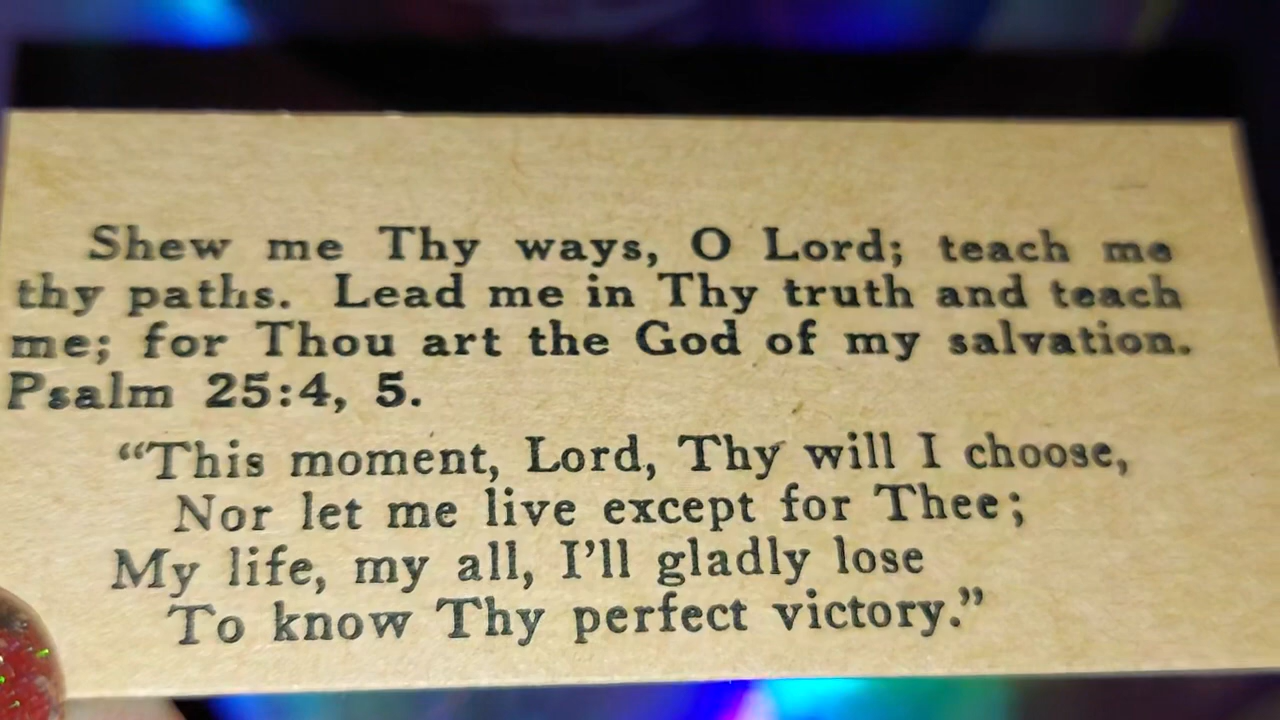 Shew me Thy ways, O Lord; teach me
thy paths. Lead me in Thy truth and teach
me; for Thou art the God of my salvation.
Psalm 25:4, 5.
“This moment, Lord, Thy will I choose,
Nor let me live except for Thee;
My life, my all, I’ll gladly lose
To know Thy perfect victory.”